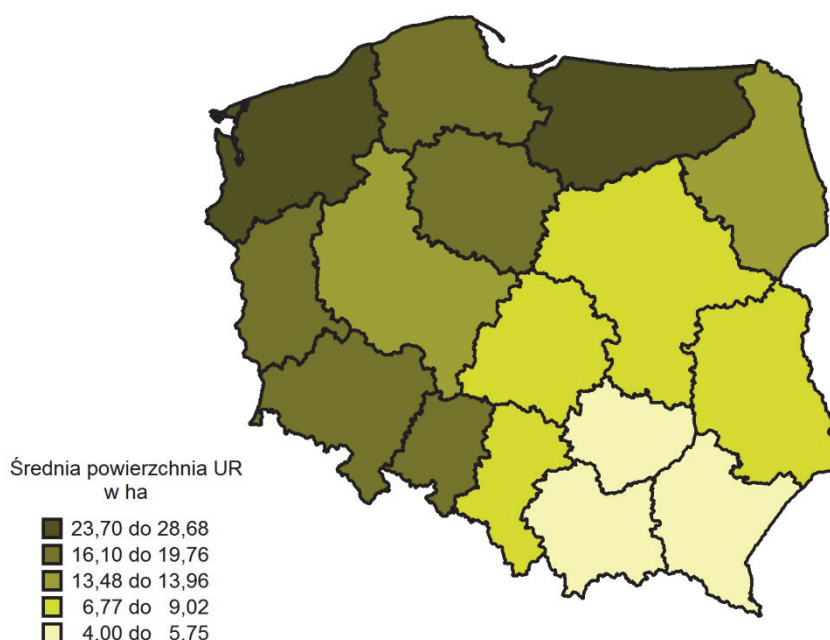 Średnia powierzchnia UR
w ha
23,70 do 28,68
16,10 do 19,76
13,48 do 13,96
6,77 do 9,02
4,00 do 5,75